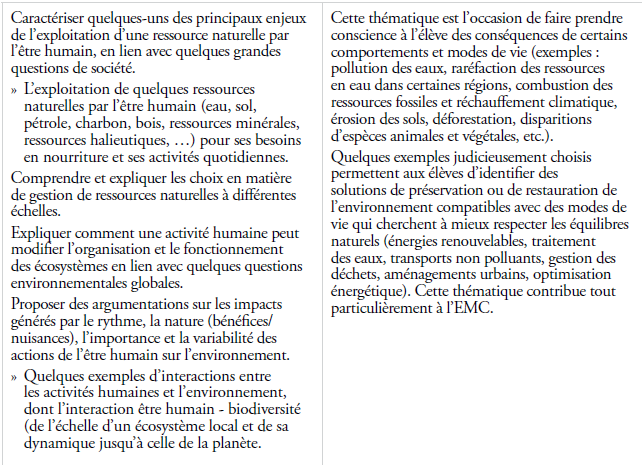 Caractériser quelques-uns des principaux enjeux
de l’exploitation d’une ressource naturelle par
l’être humain, en lien avec quelques grandes
questions de société.
» L’exploitation de quelques ressources
naturelles par l’être humain (eau, sol,
pétrole, charbon, bois, ressources minérales,
ressources halieutiques, …) pour ses besoins
en nourriture et ses activités quotidiennes.
Comprendre et expliquer les choix en matière
de gestion de ressources naturelles à différentes
échelles.
Expliquer comment une activité humaine peut
modifier l’organisation et le fonctionnement
des écosystèmes en lien avec quelques questions
environnementales globales.
Proposer des argumentations sur les impacts
générés par le rythme, la nature (bénéfices/
nuisances), l’importance et la variabilité des
actions de l’être humain sur l’environnement.
» Quelques exemples d’interactions entre
les activités humaines et l’environnement,
dont l’interaction être humain - biodiversité
(de l’échelle d’un écosystème local et de sa
dynamique jusqu’à celle de la planète.
Cette thématique est l’occasion de faire prendre
conscience à l’élève des conséquences de certains
comportements et modes de vie (exemples :
pollution des eaux, raréfaction des ressources
en eau dans certaines régions, combustion des
ressources fossiles et réchauffement climatique,
érosion des sols, déforestation, disparitions
d’espèces animales et végétales, etc.).
Quelques exemples judicieusement choisis
permettent aux élèves d’identifier des
solutions de préservation ou de restauration de
l’environnement compatibles avec des modes de
vie qui cherchent à mieux respecter les équilibres
naturels (énergies renouvelables, traitement
des eaux, transports non polluants, gestion des
déchets, aménagements urbains, optimisation
énergétique). Cette thématique contribue tout
particulièrement à l’EMC.